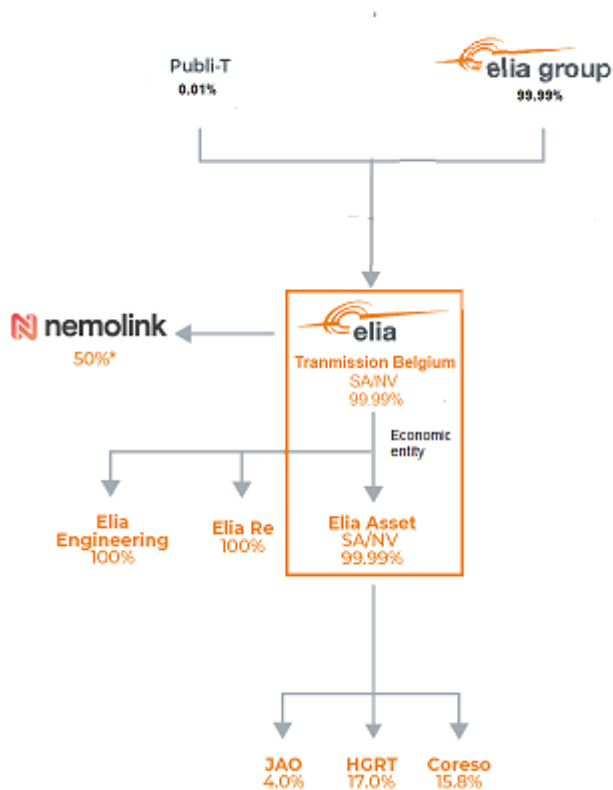 Publi-T
0.01%
elia group
99.99%
nemolink
50%*
elia
Tranmission Belgium
SA/NV
99.99%
Economic
entity
Elia
Engineering
100%
Elia Re
100%
Elia Asset
SA/NV
99.99%
JAO
4.0%
HGRT
17.0%
Coreso
15.8%